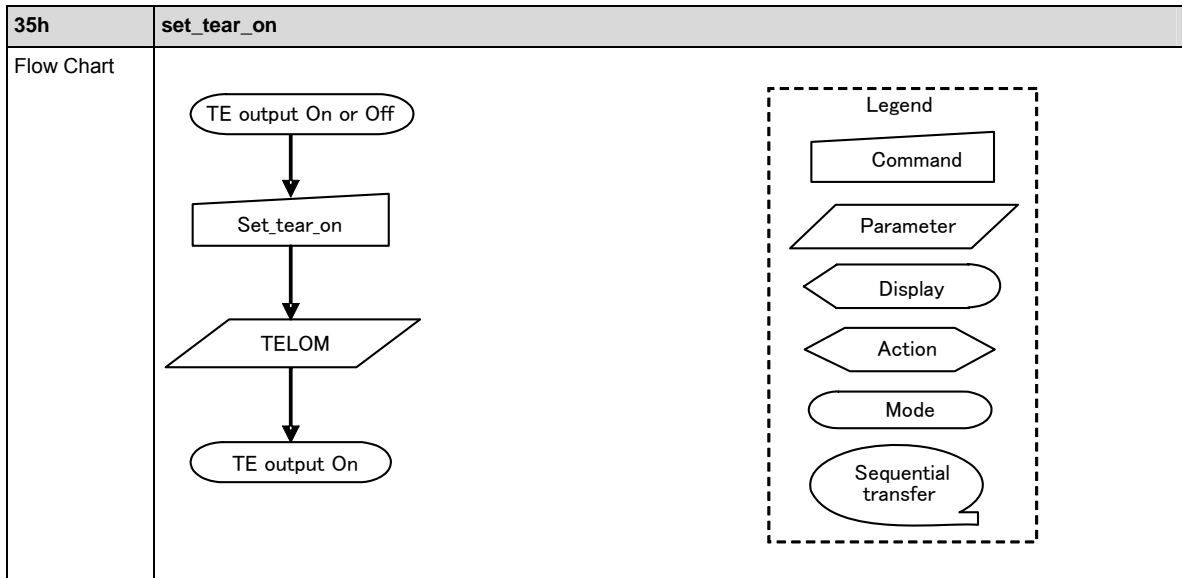 35h set_tear_on
Flow Chart
TE output On or Off
Set_tear_on
TELOM
TE output On
Legend
Command
Parameter
Display
Action
Mode
Sequential
transfer